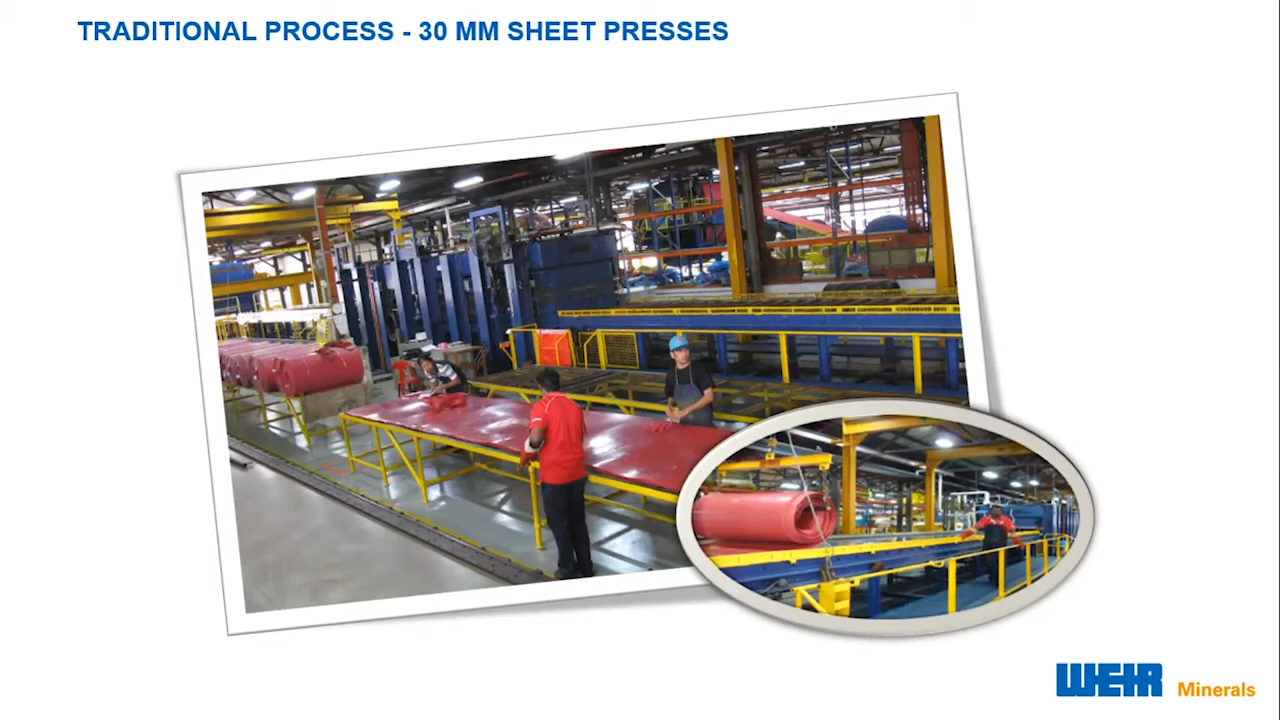 TRADITIONAL PROCESS - 30 MM SHEET PRESSES
WEIR Minerals